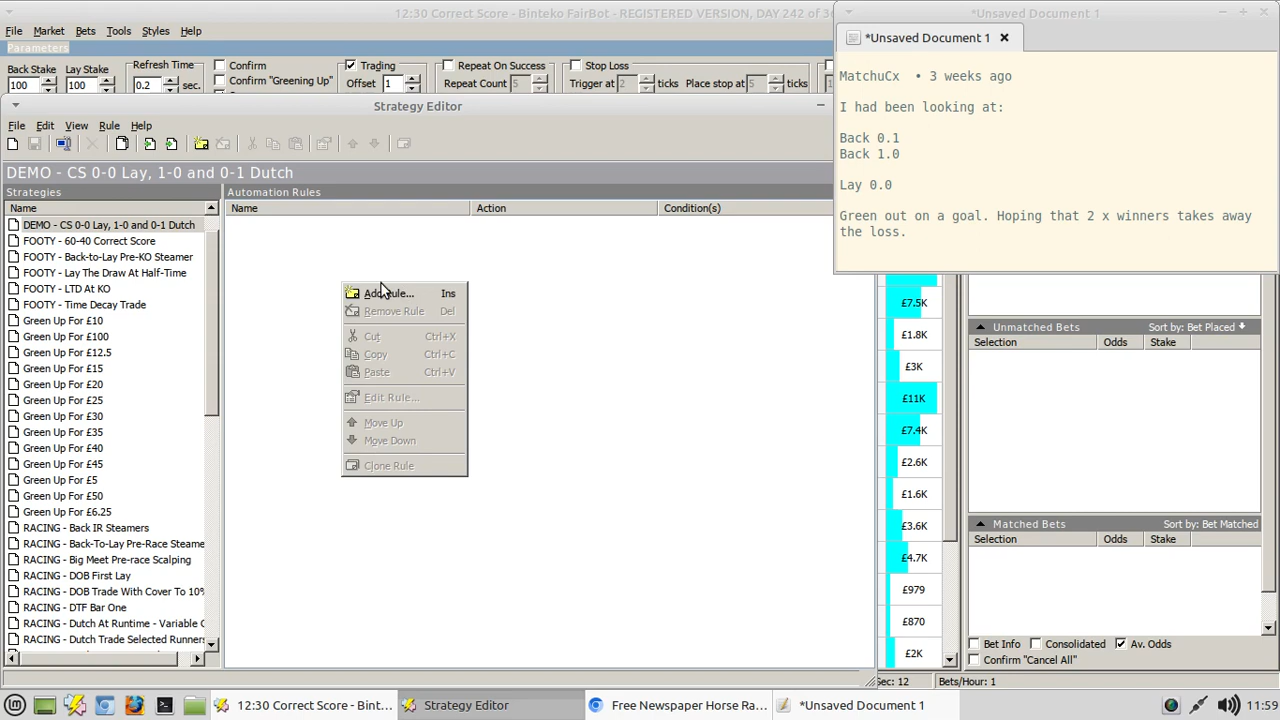 12:30 Correct Score - Binteko FairBot - REGISTERED VERSION, DAY 242 of 3
File Market Bets Tools Styles Help
Parameters
Back Stake Lay Stake Refresh Time Confirm Trading Repeat On Success Stop Loss
100 100 0.2 sec. Confirm "Greening Up" Offset 1 Repeat Count 5 Trigger at 2 ticks Place stop at 5 ticks
Strategy Editor
File Edit View Rule Help
DEMO - CS 0-0 Lay, 1-0 and 0-1 Dutch
Strategies
Name
DEMO - CS 0-0 Lay, 1-0 and 0-1 Dutch
FOOTY - 60-40 Correct Score
FOOTY - Back-to-Lay Pre-KO Steamer
FOOTY - Lay The Draw At Half-Time
FOOTY - LTD At KO
FOOTY - Time Decay Trade
Green Up For £10
Green Up For £100
Green Up For £12.5
Green Up For £15
Green Up For £20
Green Up For £25
Green Up For £30
Green Up For £35
Green Up For £40
Green Up For £45
Green Up For £5
Green Up For £50
Green Up For £6.25
RACING - Back IR Steamers
RACING - Back-To-Lay Pre-Race Steame
RACING - Big Meet Pre-race Scalping
RACING - DOB First Lay
RACING - DOB Trade With Cover To 10%
RACING - DTF Bar One
RACING - Dutch At Runtime - Variable C
RACING - Dutch Trade Selected Runners
Automation Rules
Name Action Condition(s)
Add Rule... Ins
Remove Rule Del
Cut Ctrl+X
Copy Ctrl+C
Paste Ctrl+V
Edit Rule...
Move Up
Move Down
Clone Rule
*Unsaved Document 1
*Unsaved Document 1
MatchuCx • 3 weeks ago
I had been looking at:
Back 0.1
Back 1.0
Lay 0.0
Green out on a goal. Hoping that 2 x winners takes away
the loss.
£7.5K
£1.8K
£3K
£11K
£7.4K
£2.6K
£1.6K
£3.6K
£4.7K
£979
£870
£2K
Unmatched Bets Sort by: Bet Placed
Selection Odds Stake
Matched Bets Sort by: Bet Matched
Selection Odds Stake
Bet Info Consolidated Av. Odds
Confirm "Cancel All"
Sec: 12 Bets/Hour: 1
12:30 Correct Score - Bint... Strategy Editor Free Newspaper Horse Ra... *Unsaved Document 1 11:59